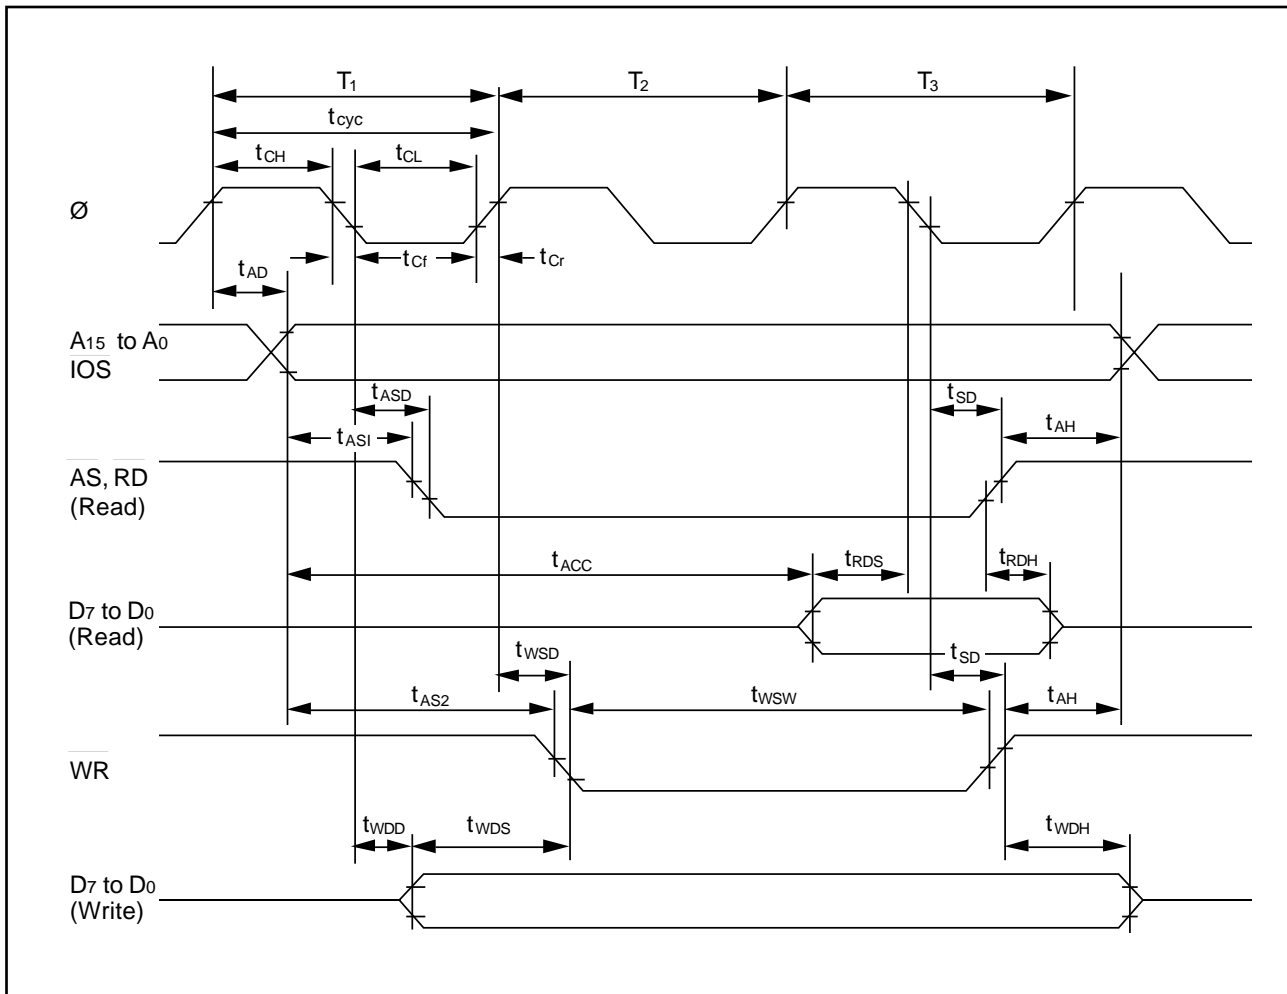 T1 T2 T3
tcyc
tCH tCL
Ø
tCf tCr
tAD
A15 to A0
IOS
tASD tSD
tASI tAH
AS, RD
(Read)
tACC tRDS tRDH
D7 to D0
(Read)
tWSD tSD
tAS2 tWSW tAH
WR
tWDD tWDS tWDH
D7 to D0
(Write)